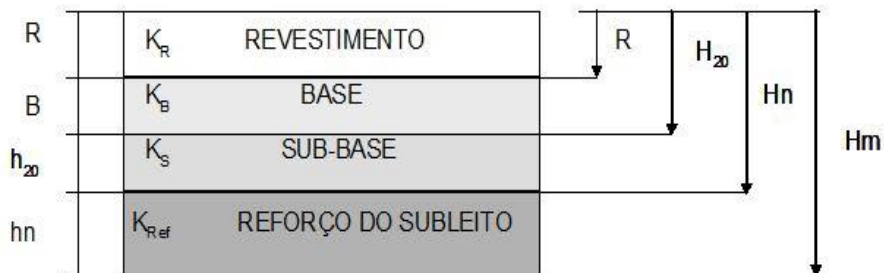 R K_R REVESTIMENTO R H_20
B K_B BASE Hn
h_20 K_S SUB-BASE Hm
hn K_Ref REFORÇO DO SUBLEITO